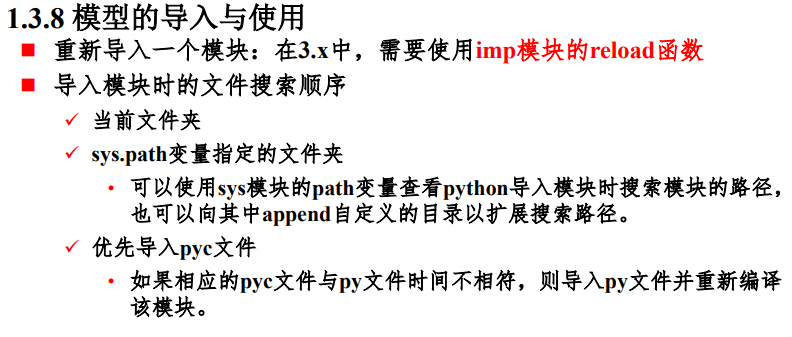 1.3.8 模型的导入与使用
重新导入一个模块：在3.x中，需要使用imp模块的reload函数
导入模块时的文件搜索顺序
当前文件夹
sys.path变量指定的文件夹
可以使用sys模块的path变量查看python导入模块时搜索模块的路径，
也可以向其中append自定义的目录以扩展搜索路径。
优先导入pyc文件
如果相应的pyc文件与py文件时间不相符，则导入py文件并重新编译
该模块。